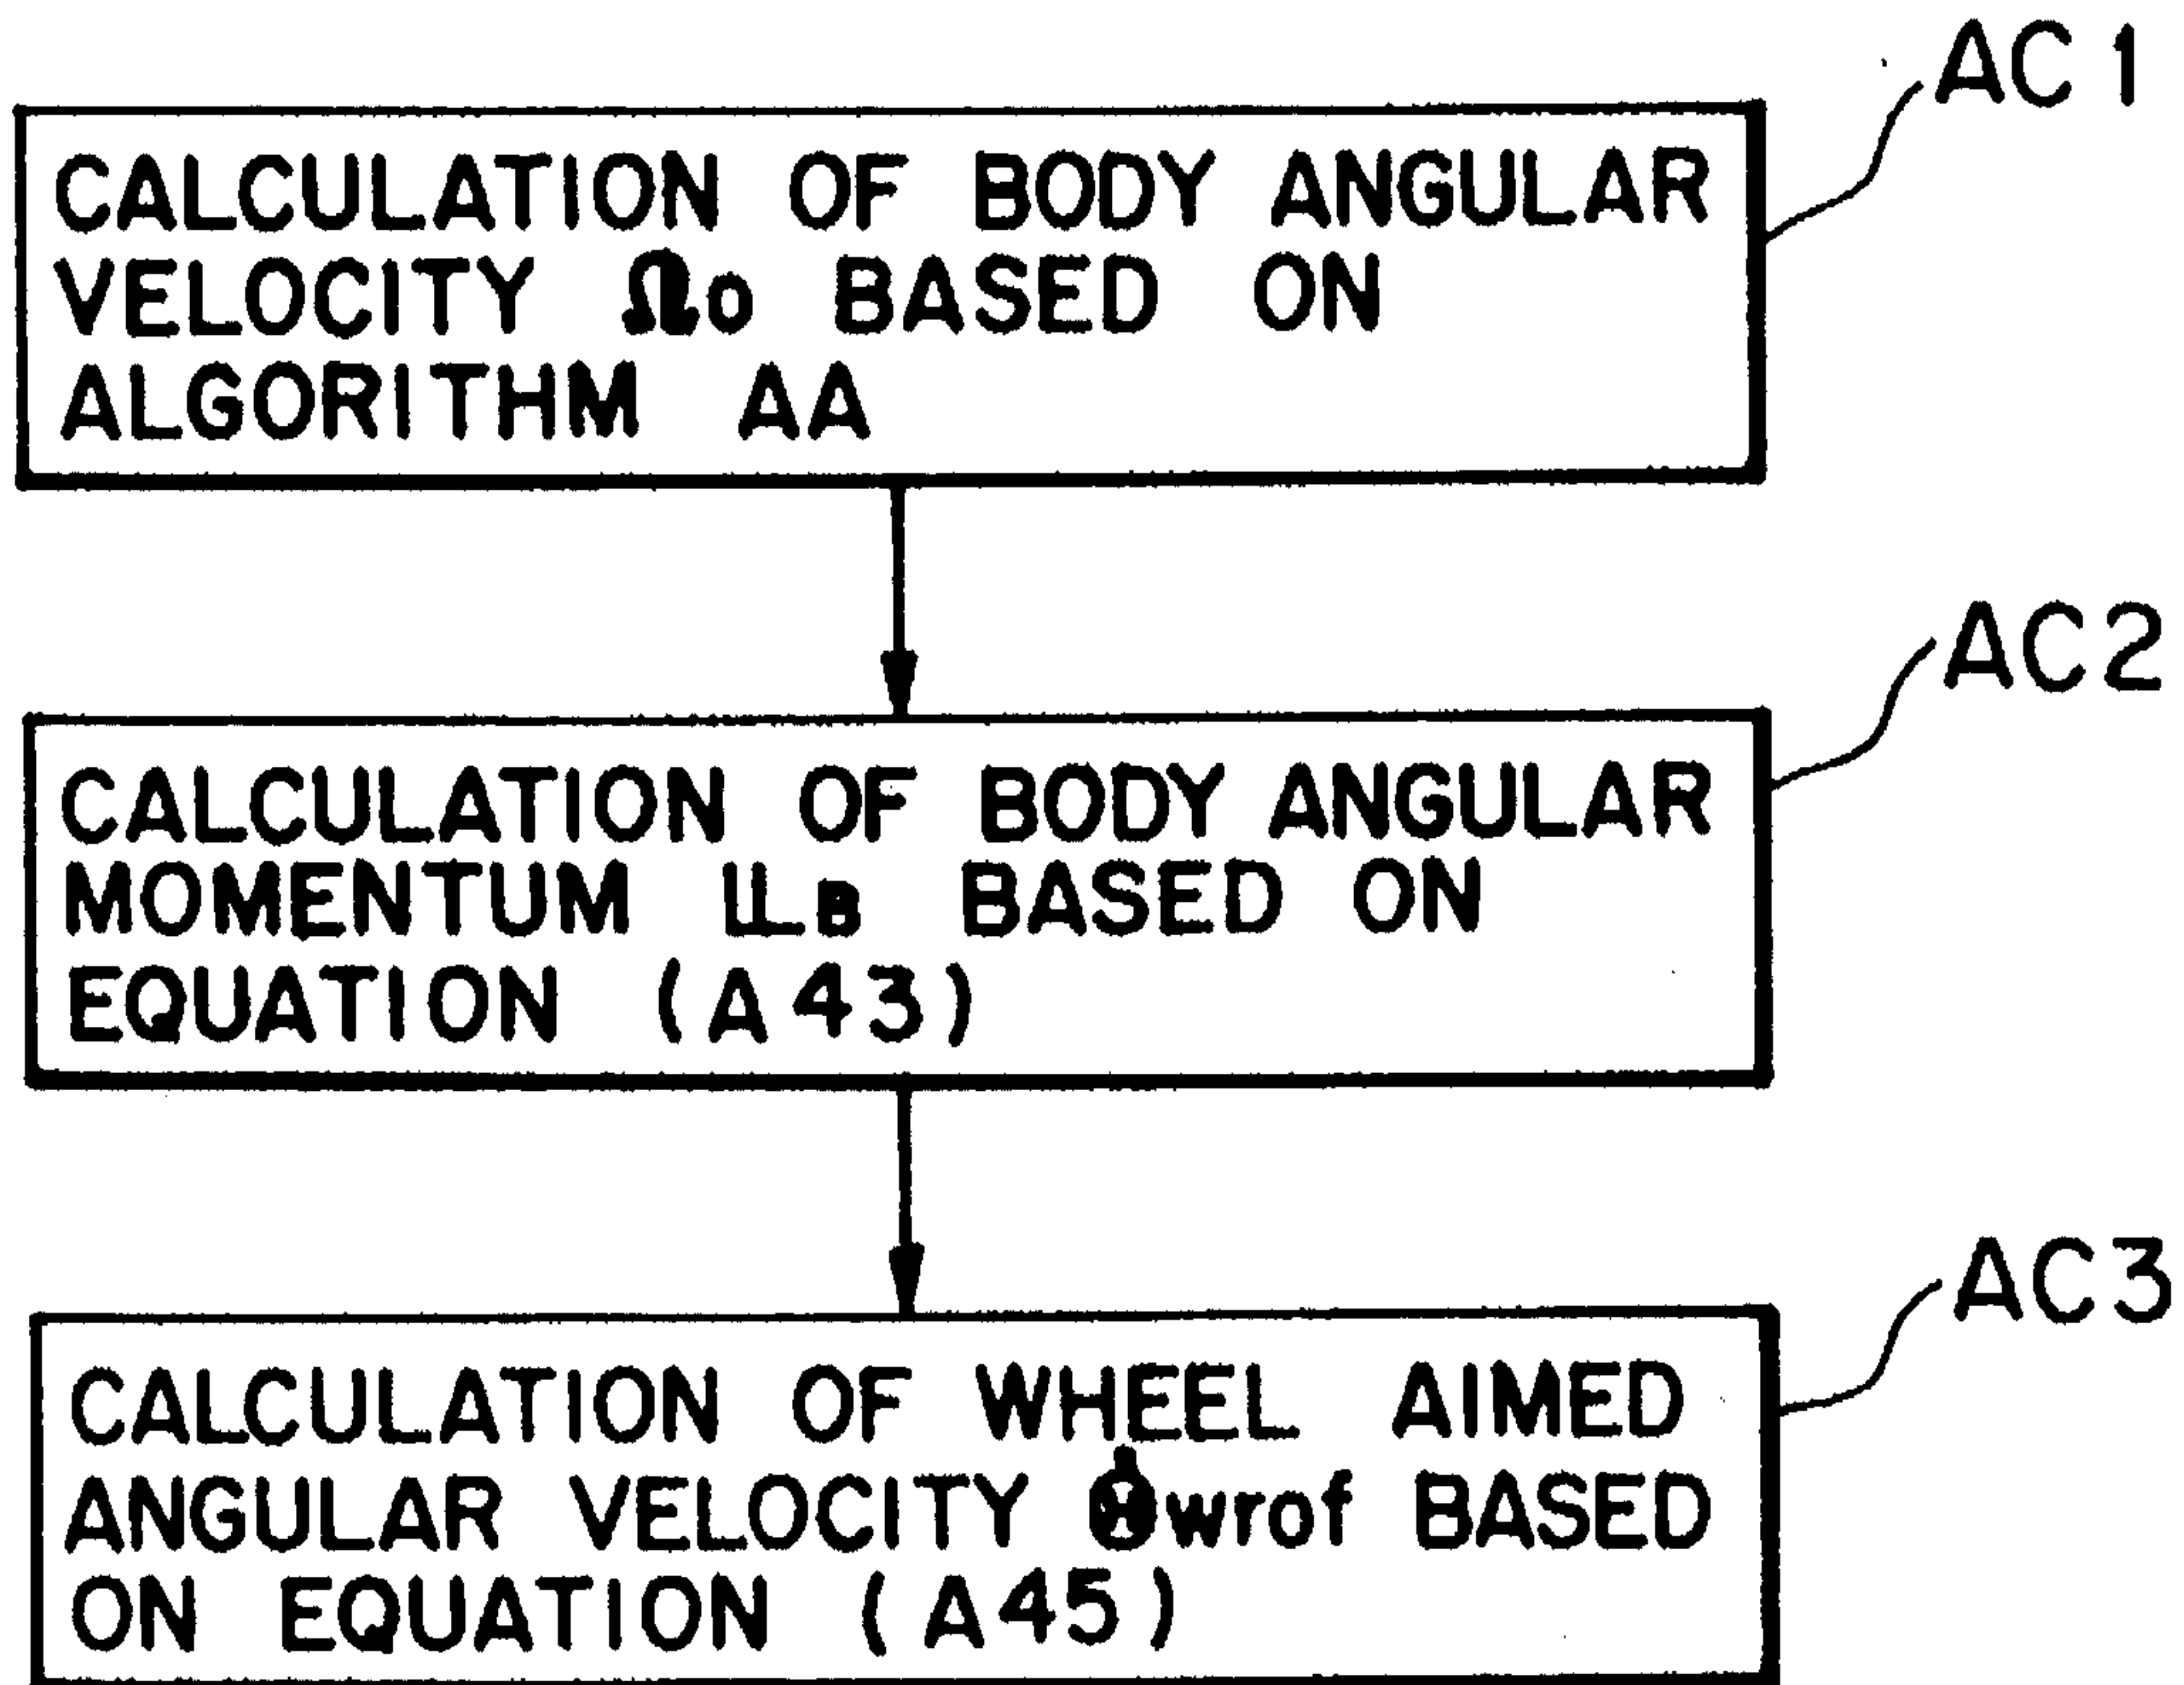 AC1
CALCULATION OF BODY ANGULAR
VELOCITY Ωo BASED ON
ALGORITHM AA
AC2
CALCULATION OF BODY ANGULAR
MOMENTUM LB BASED ON
EQUATION (A43)
AC3
CALCULATION OF WHEEL AIMED
ANGULAR VELOCITY BASED
ON EQUATION (A45)